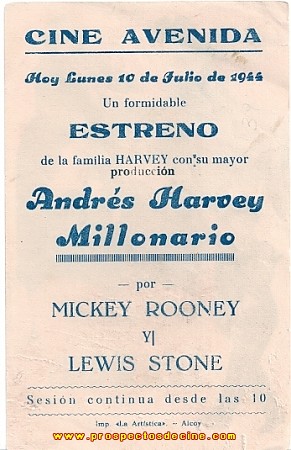 CINE AVENIDA
Hoy Lunes 10 de Julio de 1944
Un formidable
ESTRENO
de la familia HARVEY con su mayor
producción
Andrés Harvey
Millonario
— por —
MICKEY ROONEY
Y
LEWIS STONE
Sesión continua desde las 10
Imp. «La Artística». – Alcoy
www.prospectosdecine.com